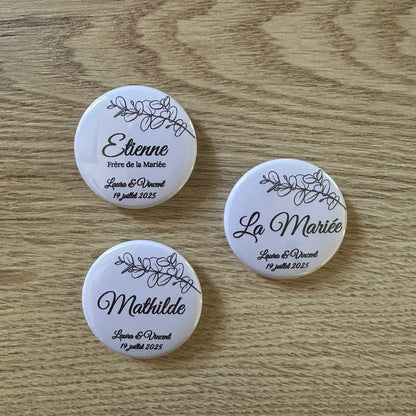 Etienne
Frère de la Mariée
Laura & Vincent
19 juillet 2025
La Mariée
Laura & Vincent
19 juillet 2025
Mathilde
Laura & Vincent
19 juillet 2025